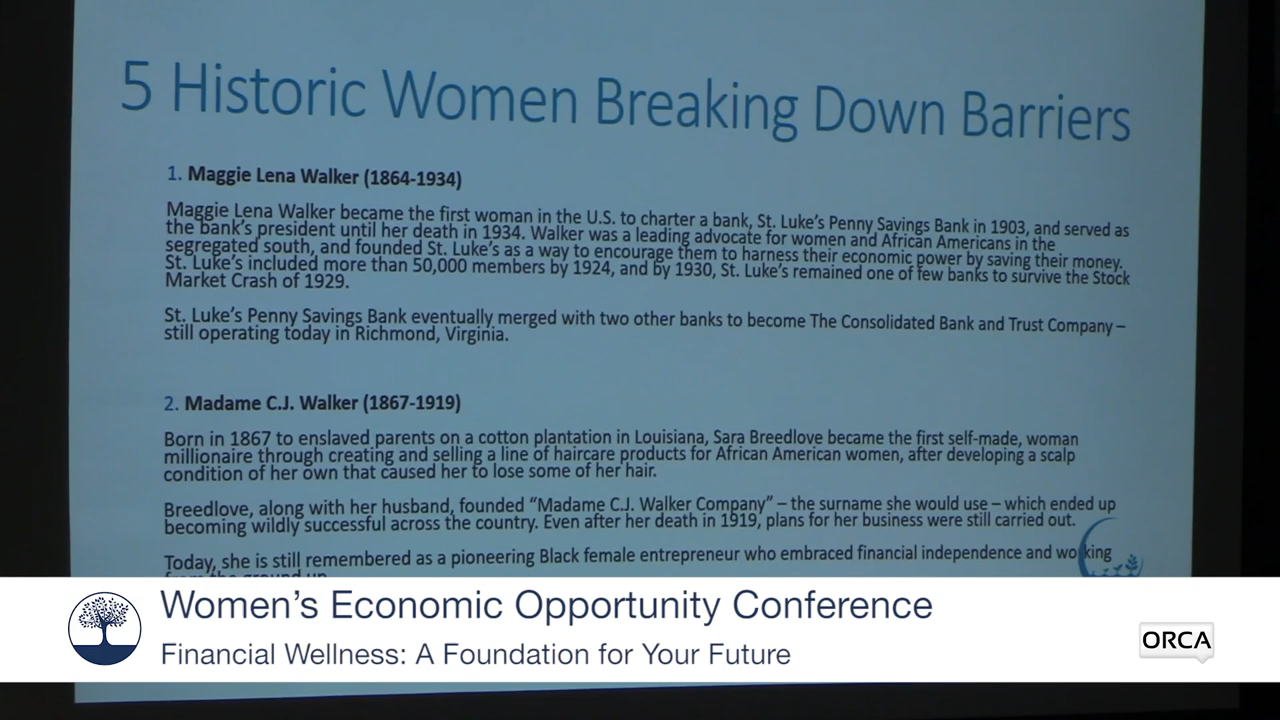 5 Historic Women Breaking Down Barriers
1. Maggie Lena Walker (1864-1934)
Maggie Lena Walker became the first woman in the U.S. to charter a bank, St. Luke's Penny Savings Bank in 1903, and served as
the bank's president until her death in 1934. Walker was a leading advocate for women and African Americans in the
segregated south, and founded St. Luke's as a way to encourage them to harness their economic power by saving their money.
St. Luke's included more than 50,000 members by 1924, and by 1930, St. Luke's remained one of few banks to survive the Stock
Market Crash of 1929.
St. Luke's Penny Savings Bank eventually merged with two other banks to become The Consolidated Bank and Trust Company –
still operating today in Richmond, Virginia.
2. Madame C.J. Walker (1867-1919)
Born in 1867 to enslaved parents on a cotton plantation in Louisiana, Sara Breedlove became the first self-made, woman
millionaire through creating and selling a line of haircare products for African American women, after developing a scalp
condition of her own that caused her to lose some of her hair.
Breedlove, along with her husband, founded “Madame C.J. Walker Company” – the surname she would use – which ended up
becoming wildly successful across the country. Even after her death in 1919, plans for her business were still carried out.
Today, she is still remembered as a pioneering Black female entrepreneur who embraced financial independence and working
from the ground up
Women's Economic Opportunity Conference
Financial Wellness: A Foundation for Your Future
ORCA